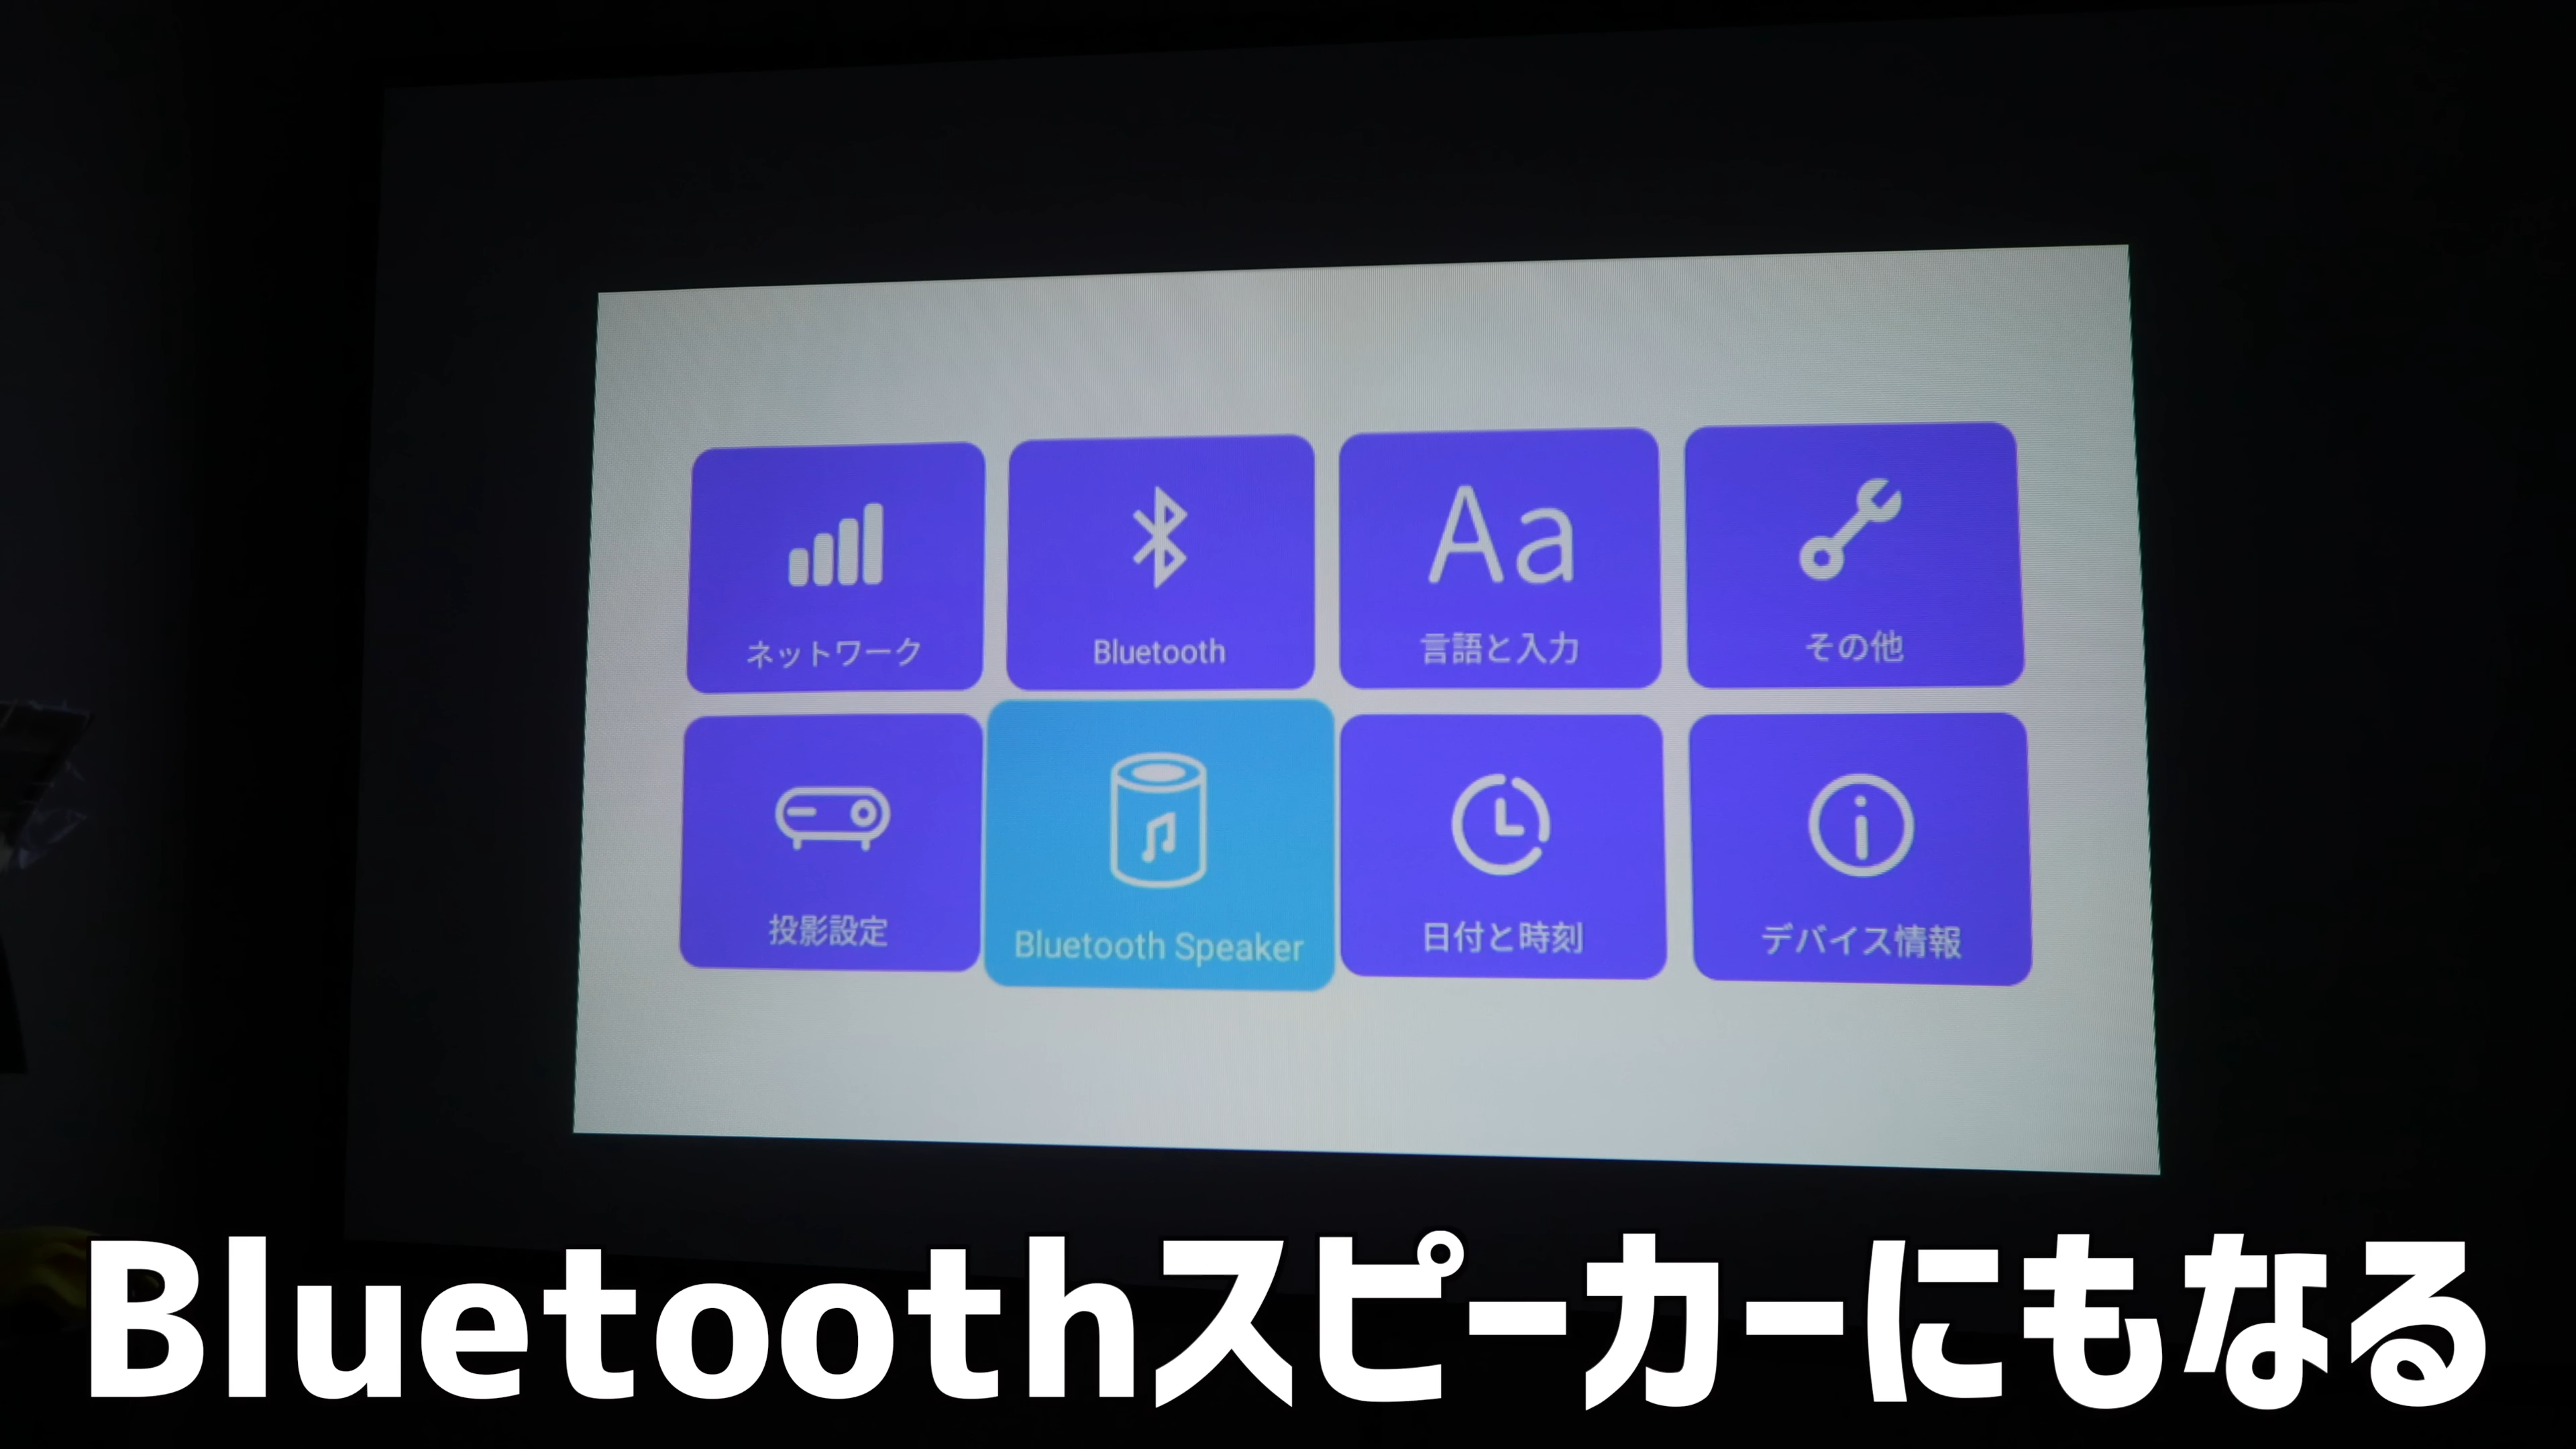 ネットワーク
Bluetooth
Aa
言語と入力
その他
投影設定
Bluetooth Speaker
日付と時刻
デバイス情報
Bluetoothスピーカーにもなる